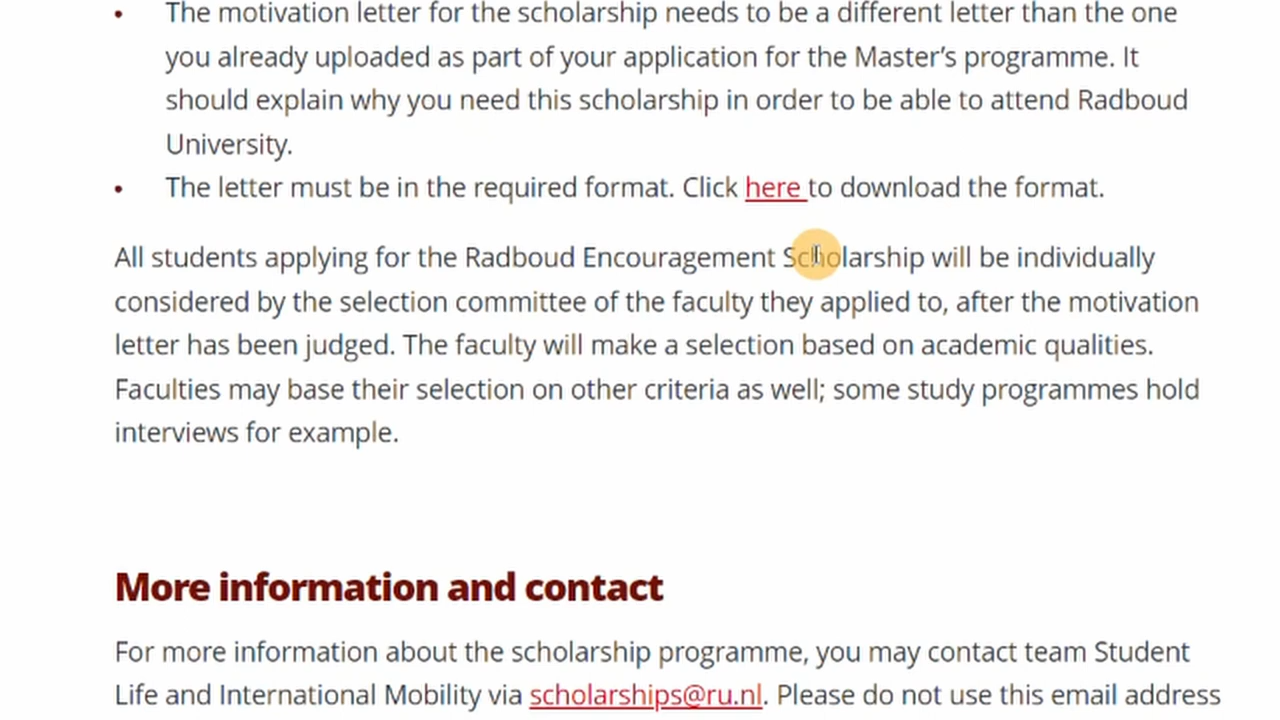 • The motivation letter for the scholarship needs to be a different letter than the one
you already uploaded as part of your application for the Master’s programme. It
should explain why you need this scholarship in order to be able to attend Radboud
University.
• The letter must be in the required format. Click here to download the format.
All students applying for the Radboud Encouragement Scholarship will be individually
considered by the selection committee of the faculty they applied to, after the motivation
letter has been judged. The faculty will make a selection based on academic qualities.
Faculties may base their selection on other criteria as well; some study programmes hold
interviews for example.
More information and contact
For more information about the scholarship programme, you may contact team Student
Life and International Mobility via scholarships@ru.nl. Please do not use this email address